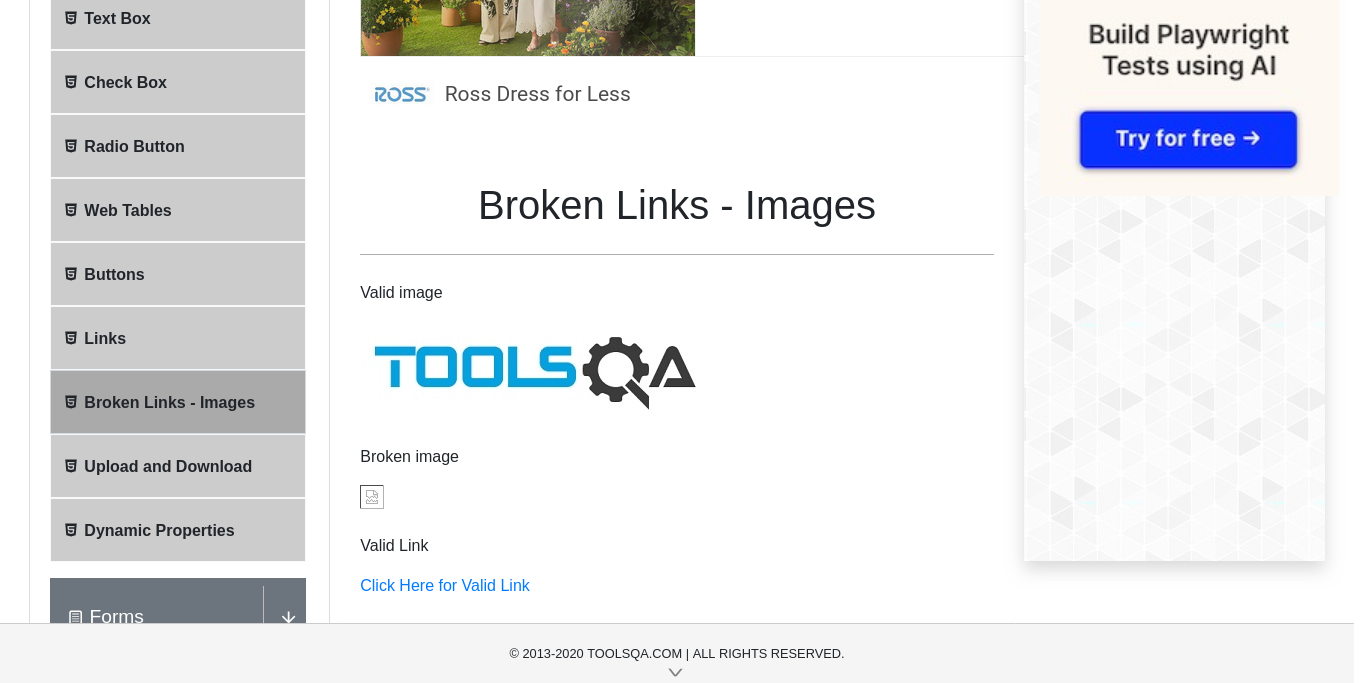 Text Box
Check Box
Radio Button
Web Tables
Buttons
Links
Broken Links - Images
Upload and Download
Dynamic Properties
Forms
ROSS
Ross Dress for Less
Broken Links - Images
Valid image
TOOLSQA
Broken image
Valid Link
Click Here for Valid Link
Build Playwright
Tests using AI
Try for free →
© 2013-2020 TOOLSQA.COM | ALL RIGHTS RESERVED.